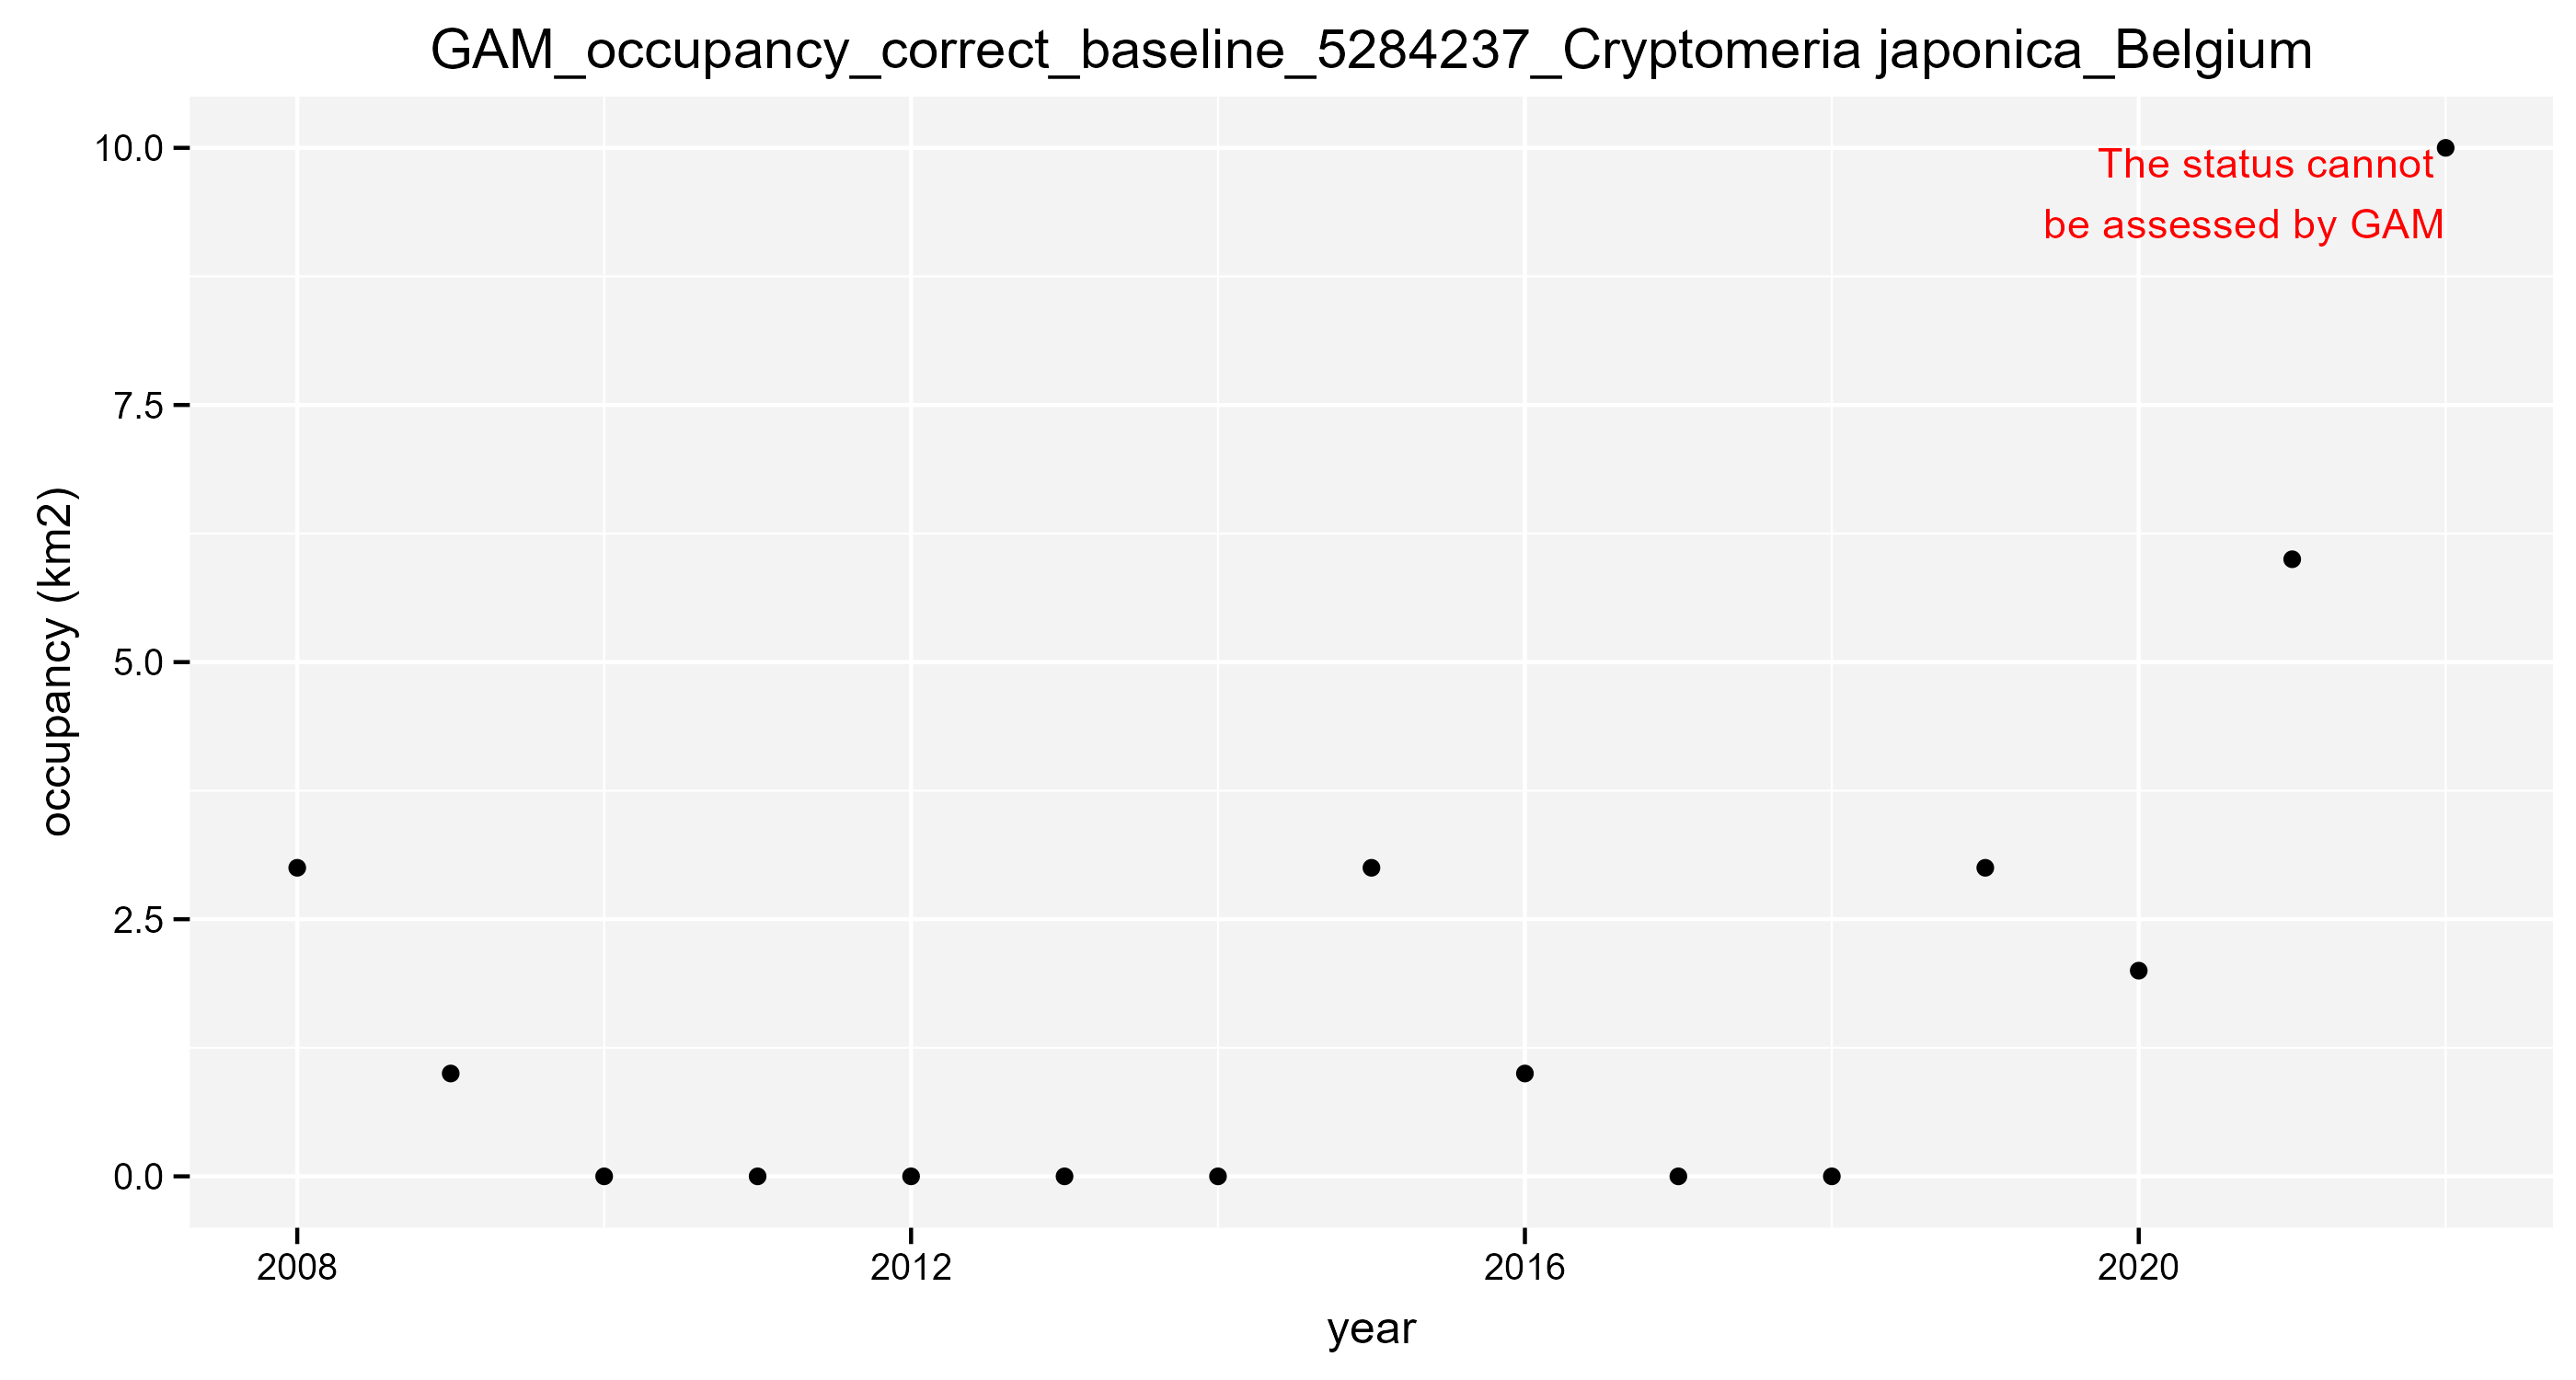 GAM_occupancy_correct_baseline_5284237_Cryptomeria japonica_Belgium
10.0
The status cannot
be assessed by GAM
7.5
occupancy (km2)
5.0
2.5
0.0
2008 2012 2016 2020
year